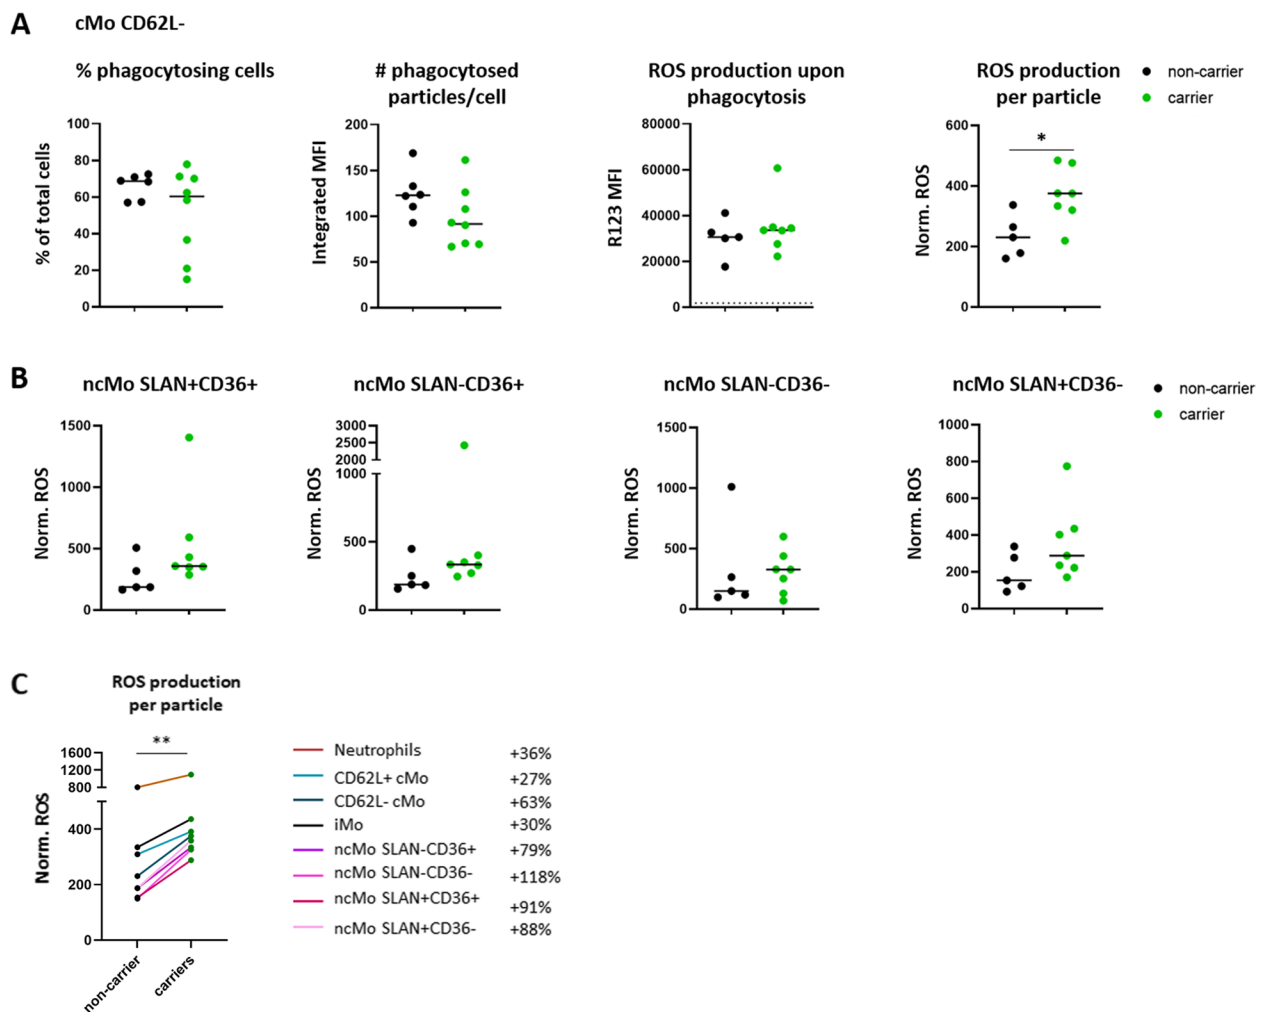 A
cMo CD62L-
% phagocytosing cells
# phagocytosed
particles/cell
ROS production upon
phagocytosis
ROS production
per particle
non-carrier
carrier
% of total cells
100
80
60
40
20
0
Integrated MFI
200
150
100
50
0
R123 MFI
80000
60000
40000
20000
0
Norm. ROS
600
400
200
0
*
B
ncMo SLAN+CD36+
ncMo SLAN-CD36+
ncMo SLAN-CD36-
ncMo SLAN+CD36-
non-carrier
carrier
Norm. ROS
1500
1000
500
0
Norm. ROS
3000
2500
2000
1000
500
0
Norm. ROS
1500
1000
500
0
Norm. ROS
1000
800
600
400
200
0
C
ROS production
per particle
**
Norm. ROS
1600
1200
800
400
200
0
non-carrier
carriers
Neutrophils +36%
CD62L+ cMo +27%
CD62L- cMo +63%
iMo +30%
ncMo SLAN-CD36+ +79%
ncMo SLAN-CD36- +118%
ncMo SLAN+CD36+ +91%
ncMo SLAN+CD36- +88%